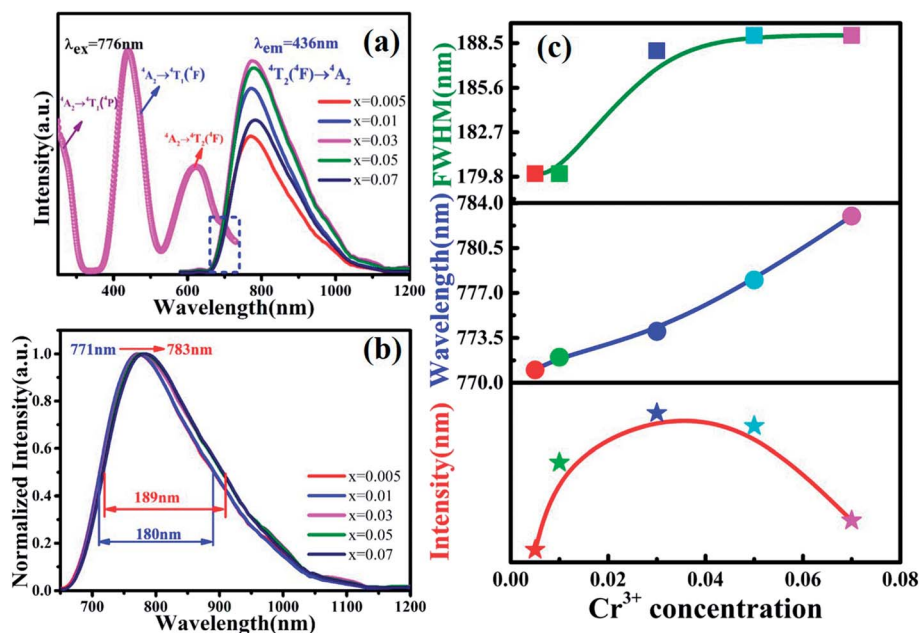 (a)
λex=776nm
λem=436nm
⁴T₂(⁴F)→⁴A₂
⁴A₂→⁴T₁(⁴P)
⁴A₂→⁴T₁(⁴F)
⁴A₂→⁴T₂(⁴F)
x=0.005
x=0.01
x=0.03
x=0.05
x=0.07
Intensity(a.u.)
400 600 800 1000 1200
Wavelength(nm)
(b)
771nm 783nm
1.0
0.8
0.6
0.4
0.2
0.0
Normalized Intensity(a.u.)
189nm
180nm
x=0.005
x=0.01
x=0.03
x=0.05
x=0.07
700 800 900 1000 1100 1200
Wavelength(nm)
(c)
188.5
185.6
182.7
179.8
FWHM(nm)
784.0
780.5
777.0
773.5
770.0
Wavelength(nm)
Intensity(nm)
0.00 0.02 0.04 0.06 0.08
Cr³⁺ concentration